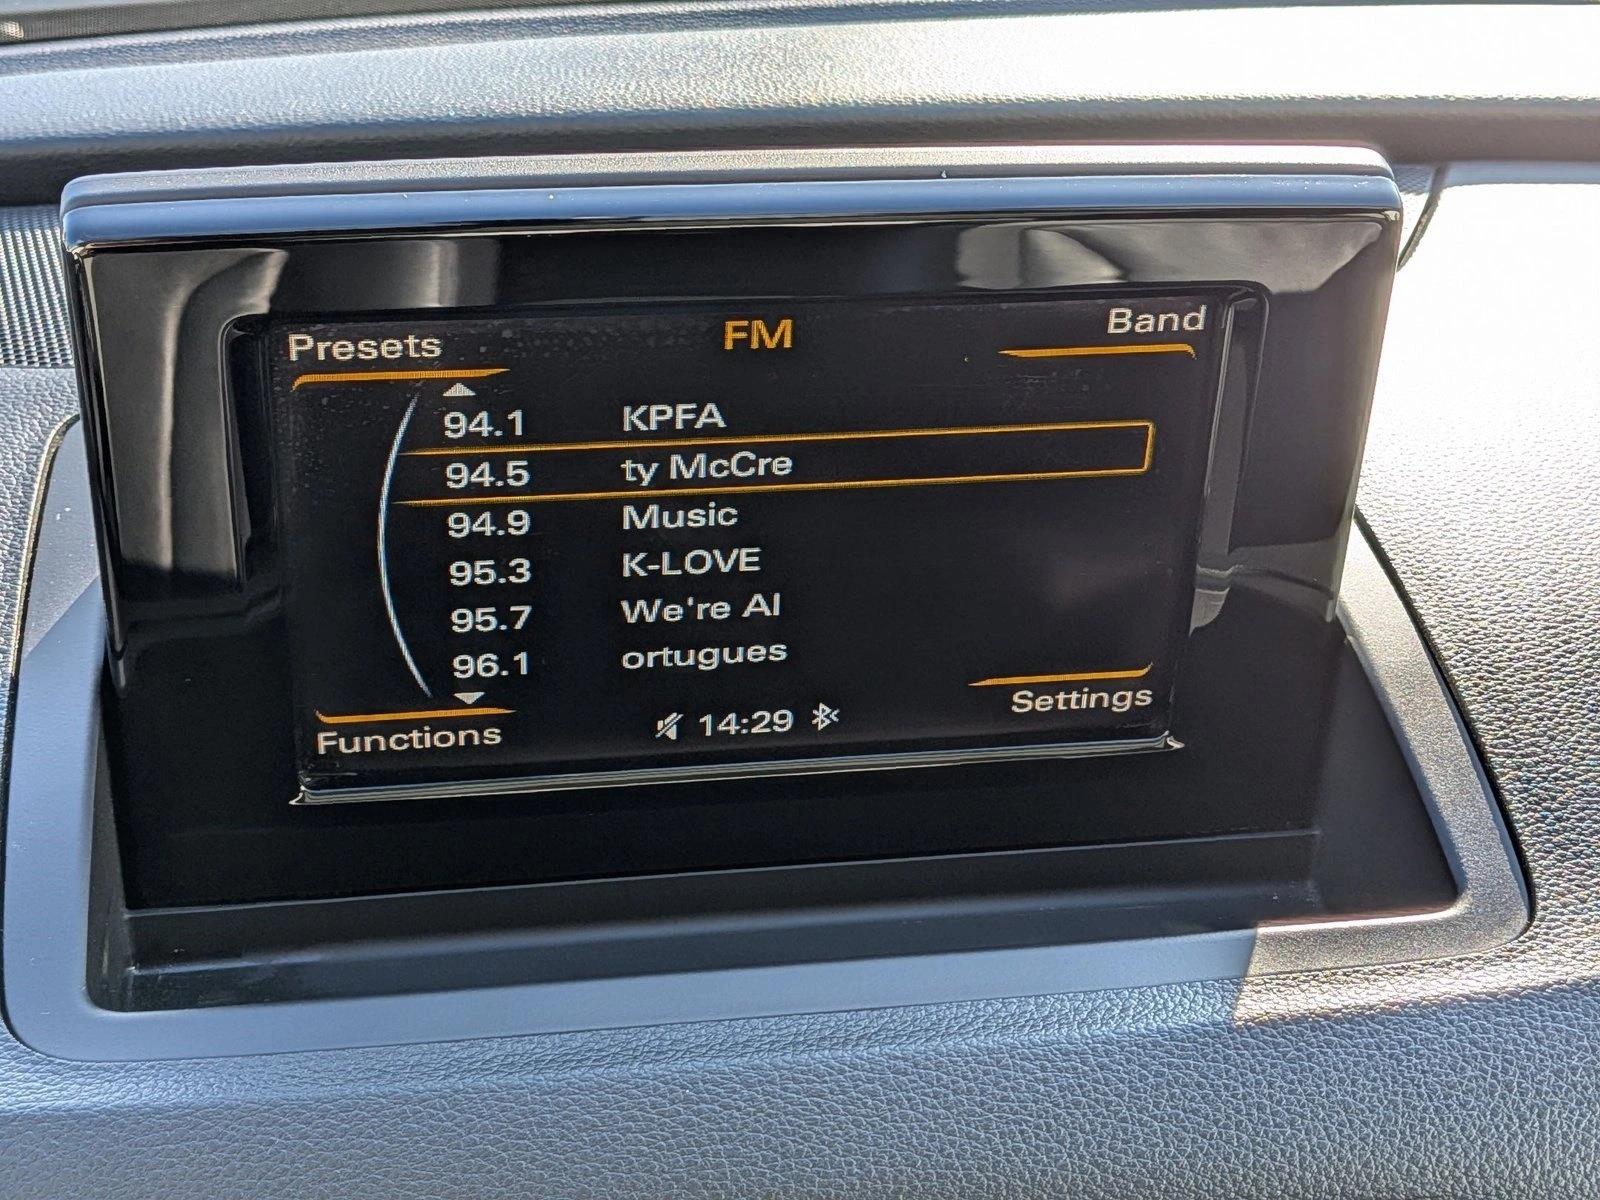 Presets FM Band
94.1 KPFA
94.5 ty McCre
94.9 Music
95.3 K-LOVE
95.7 We're Al
96.1 ortugues
Functions 14:29 Settings